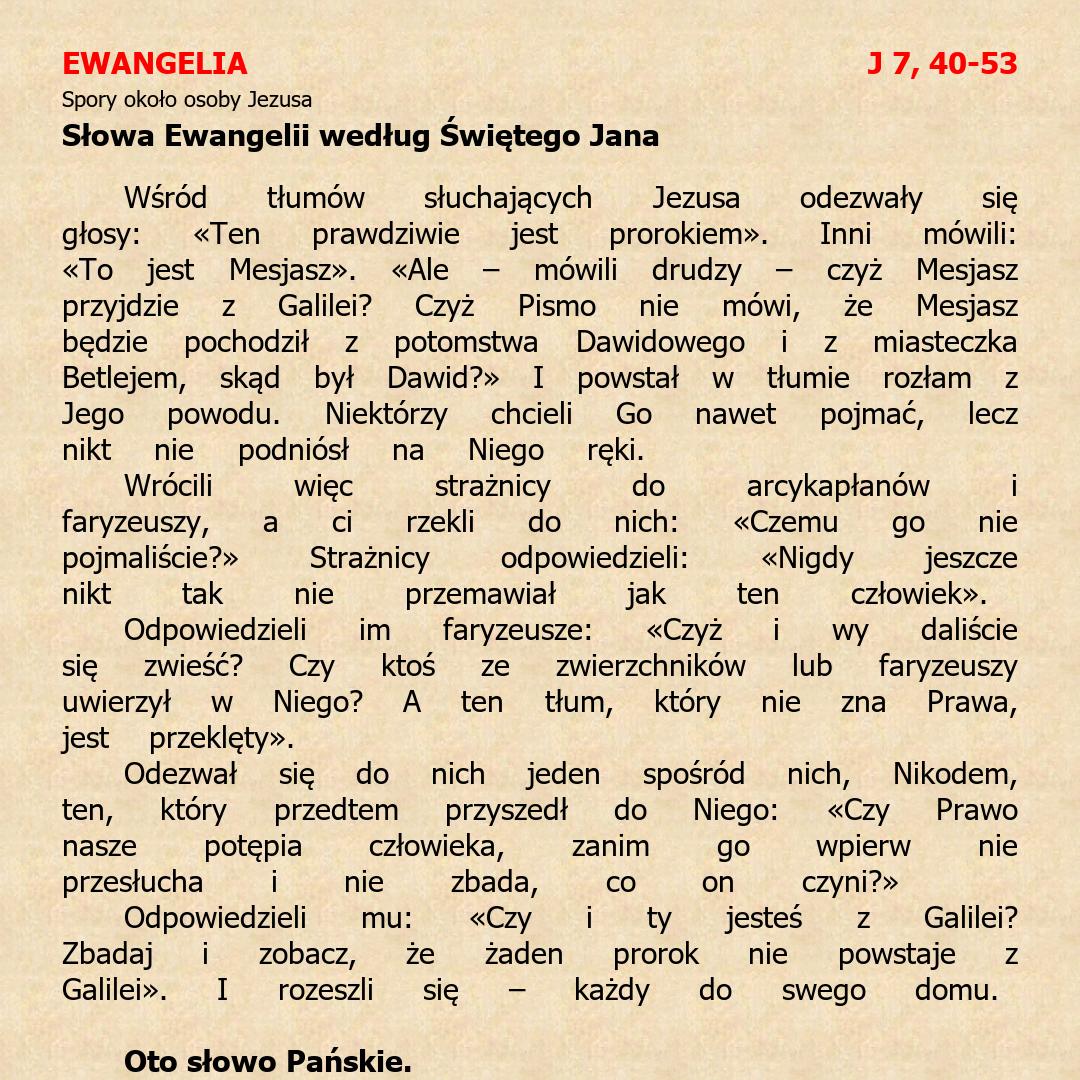 EWANGELIA J 7, 40-53
Spory około osoby Jezusa
Słowa Ewangelii według Świętego Jana
Wśród tłumów słuchających Jezusa odezwały się
głosy: «Ten prawdziwie jest prorokiem». Inni mówili:
«To jest Mesjasz». «Ale – mówili drudzy – czyż Mesjasz
przyjdzie z Galilei? Czyż Pismo nie mówi, że Mesjasz
będzie pochodził z potomstwa Dawidowego i z miasteczka
Betlejem, skąd był Dawid?» I powstał w tłumie rozłam z
Jego powodu. Niektórzy chcieli Go nawet pojmać, lecz
nikt nie podniósł na Niego ręki.
Wrócili więc strażnicy do arcykapłanów i
faryzeuszy, a ci rzekli do nich: «Czemu go nie
pojmaliście?» Strażnicy odpowiedzieli: «Nigdy jeszcze
nikt tak nie przemawiał jak ten człowiek».
Odpowiedzieli im faryzeusze: «Czyż i wy daliście
się zwieść? Czy ktoś ze zwierzchników lub faryzeuszy
uwierzył w Niego? A ten tłum, który nie zna Prawa,
jest przeklęty».
Odezwał się do nich jeden spośród nich, Nikodem,
ten, który przedtem przyszedł do Niego: «Czy Prawo
nasze potępia człowieka, zanim go wpierw nie
przesłucha i nie zbada, co on czyni?»
Odpowiedzieli mu: «Czy i ty jesteś z Galilei?
Zbadaj i zobacz, że żaden prorok nie powstaje z
Galilei». I rozeszli się – każdy do swego domu.
Oto słowo Pańskie.